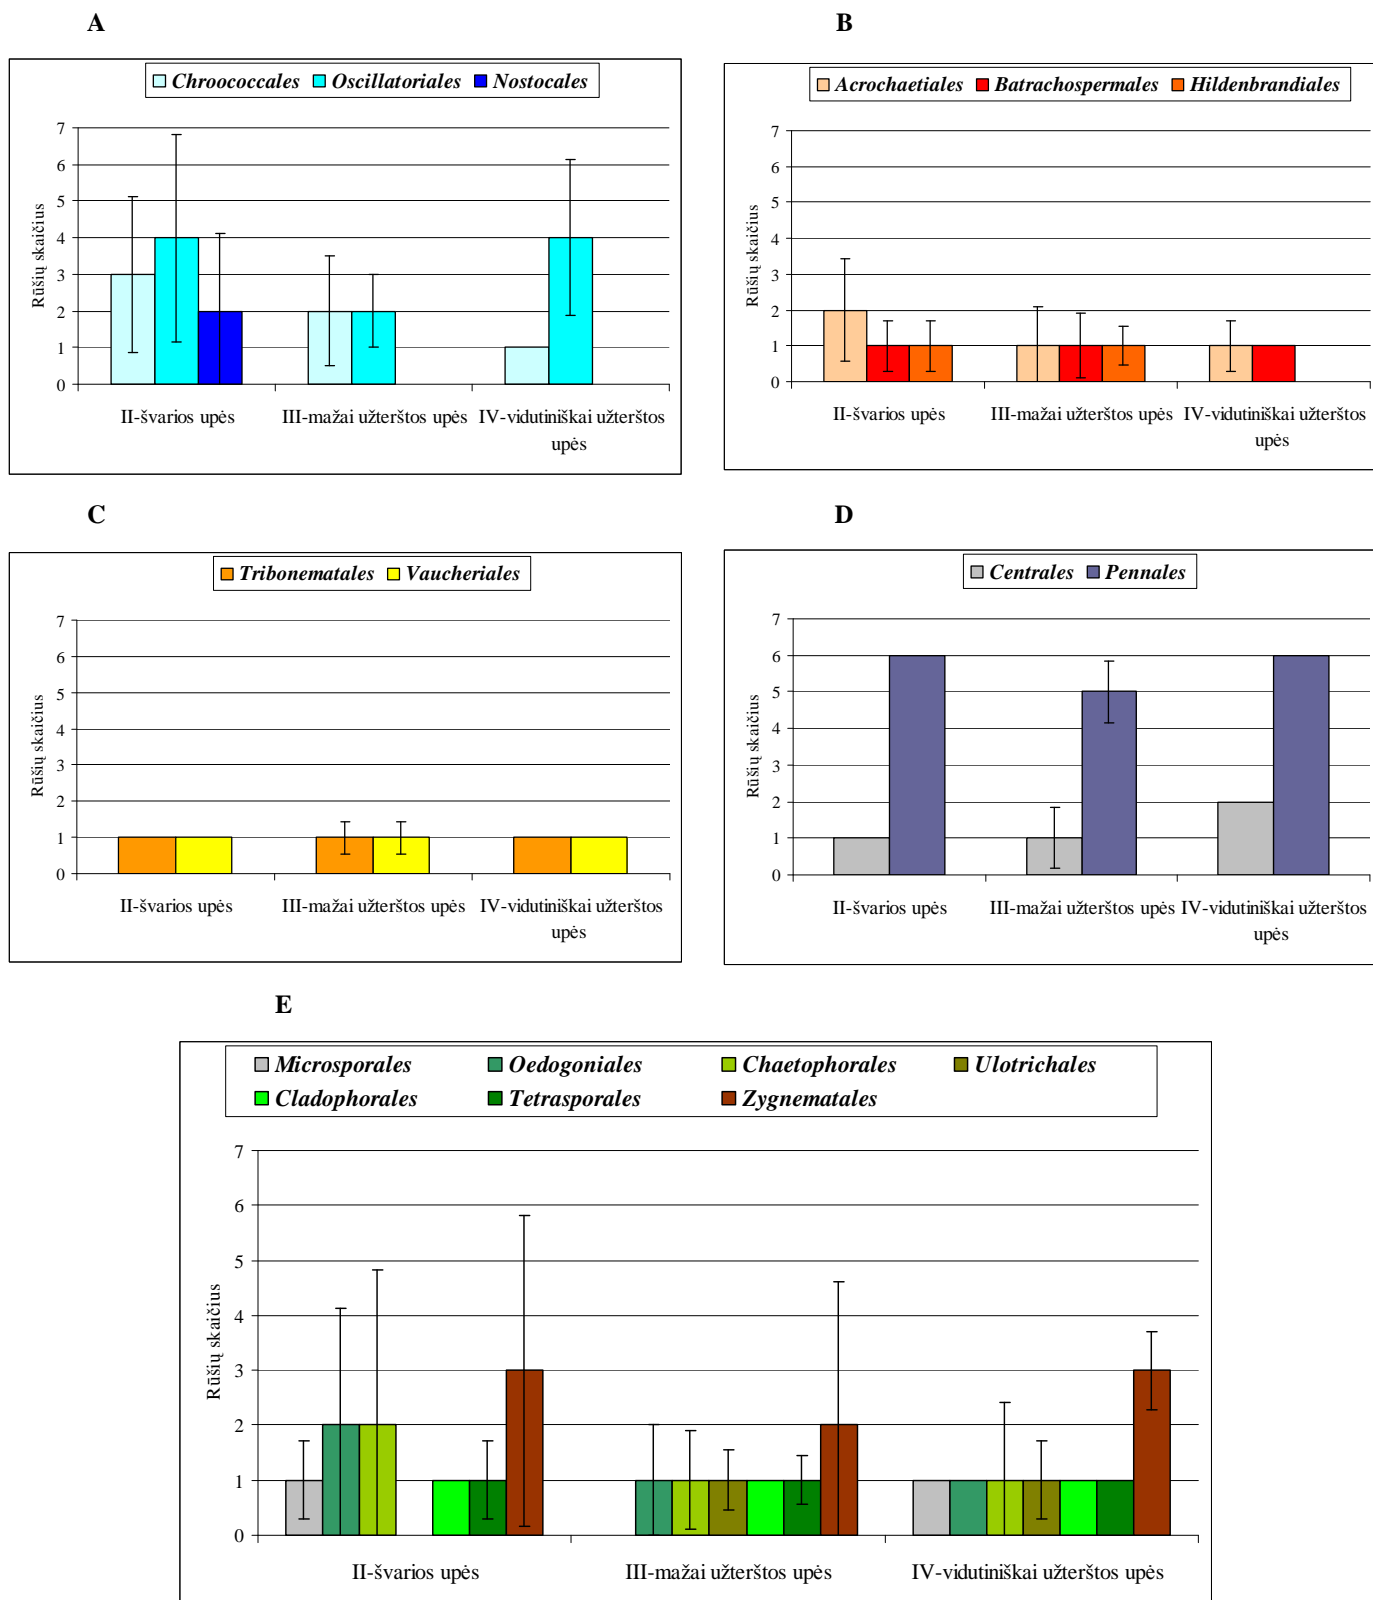 A
Chroococcales Oscillatoriales Nostocales
Rūšių skaičius
7
6
5
4
3
2
1
0
II-švarios upės III-mažai užterštos upės IV-vidutiniškai užterštos
upės
B
Acrochaetiales Batrachospermales Hildenbrandiales
Rūšių skaičius
7
6
5
4
3
2
1
0
II-švarios upės III-mažai užterštos upės IV-vidutiniškai užterštos
upės
C
Tribonematales Vaucheriales
Rūšių skaičius
7
6
5
4
3
2
1
0
II-švarios upės III-mažai užterštos upės IV-vidutiniškai užterštos
upės
D
Centrales Pennales
Rūšių skaičius
7
6
5
4
3
2
1
0
II-švarios upės III-mažai užterštos upės IV-vidutiniškai užterštos
upės
E
Microsporales Oedogoniales Chaetophorales Ulotrichales
Cladophorales Tetrasporales Zygnematales
Rūšių skaičius
7
6
5
4
3
2
1
0
II-švarios upės III-mažai užterštos upės IV-vidutiniškai užterštos upės